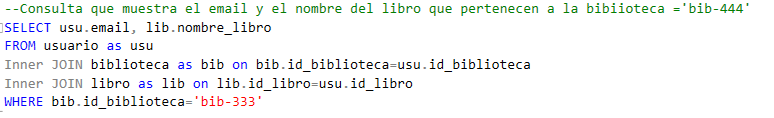 --Consulta que muestra el email y el nombre del libro que pertenecen a la bibiioteca ='bib-444'
SELECT usu.email, lib.nombre_libro
FROM usuario as usu
Inner JOIN biblioteca as bib on bib.id_biblioteca=usu.id_biblioteca
Inner JOIN libro as lib on lib.id_libro=usu.id_libro
WHERE bib.id_biblioteca='bib-333'